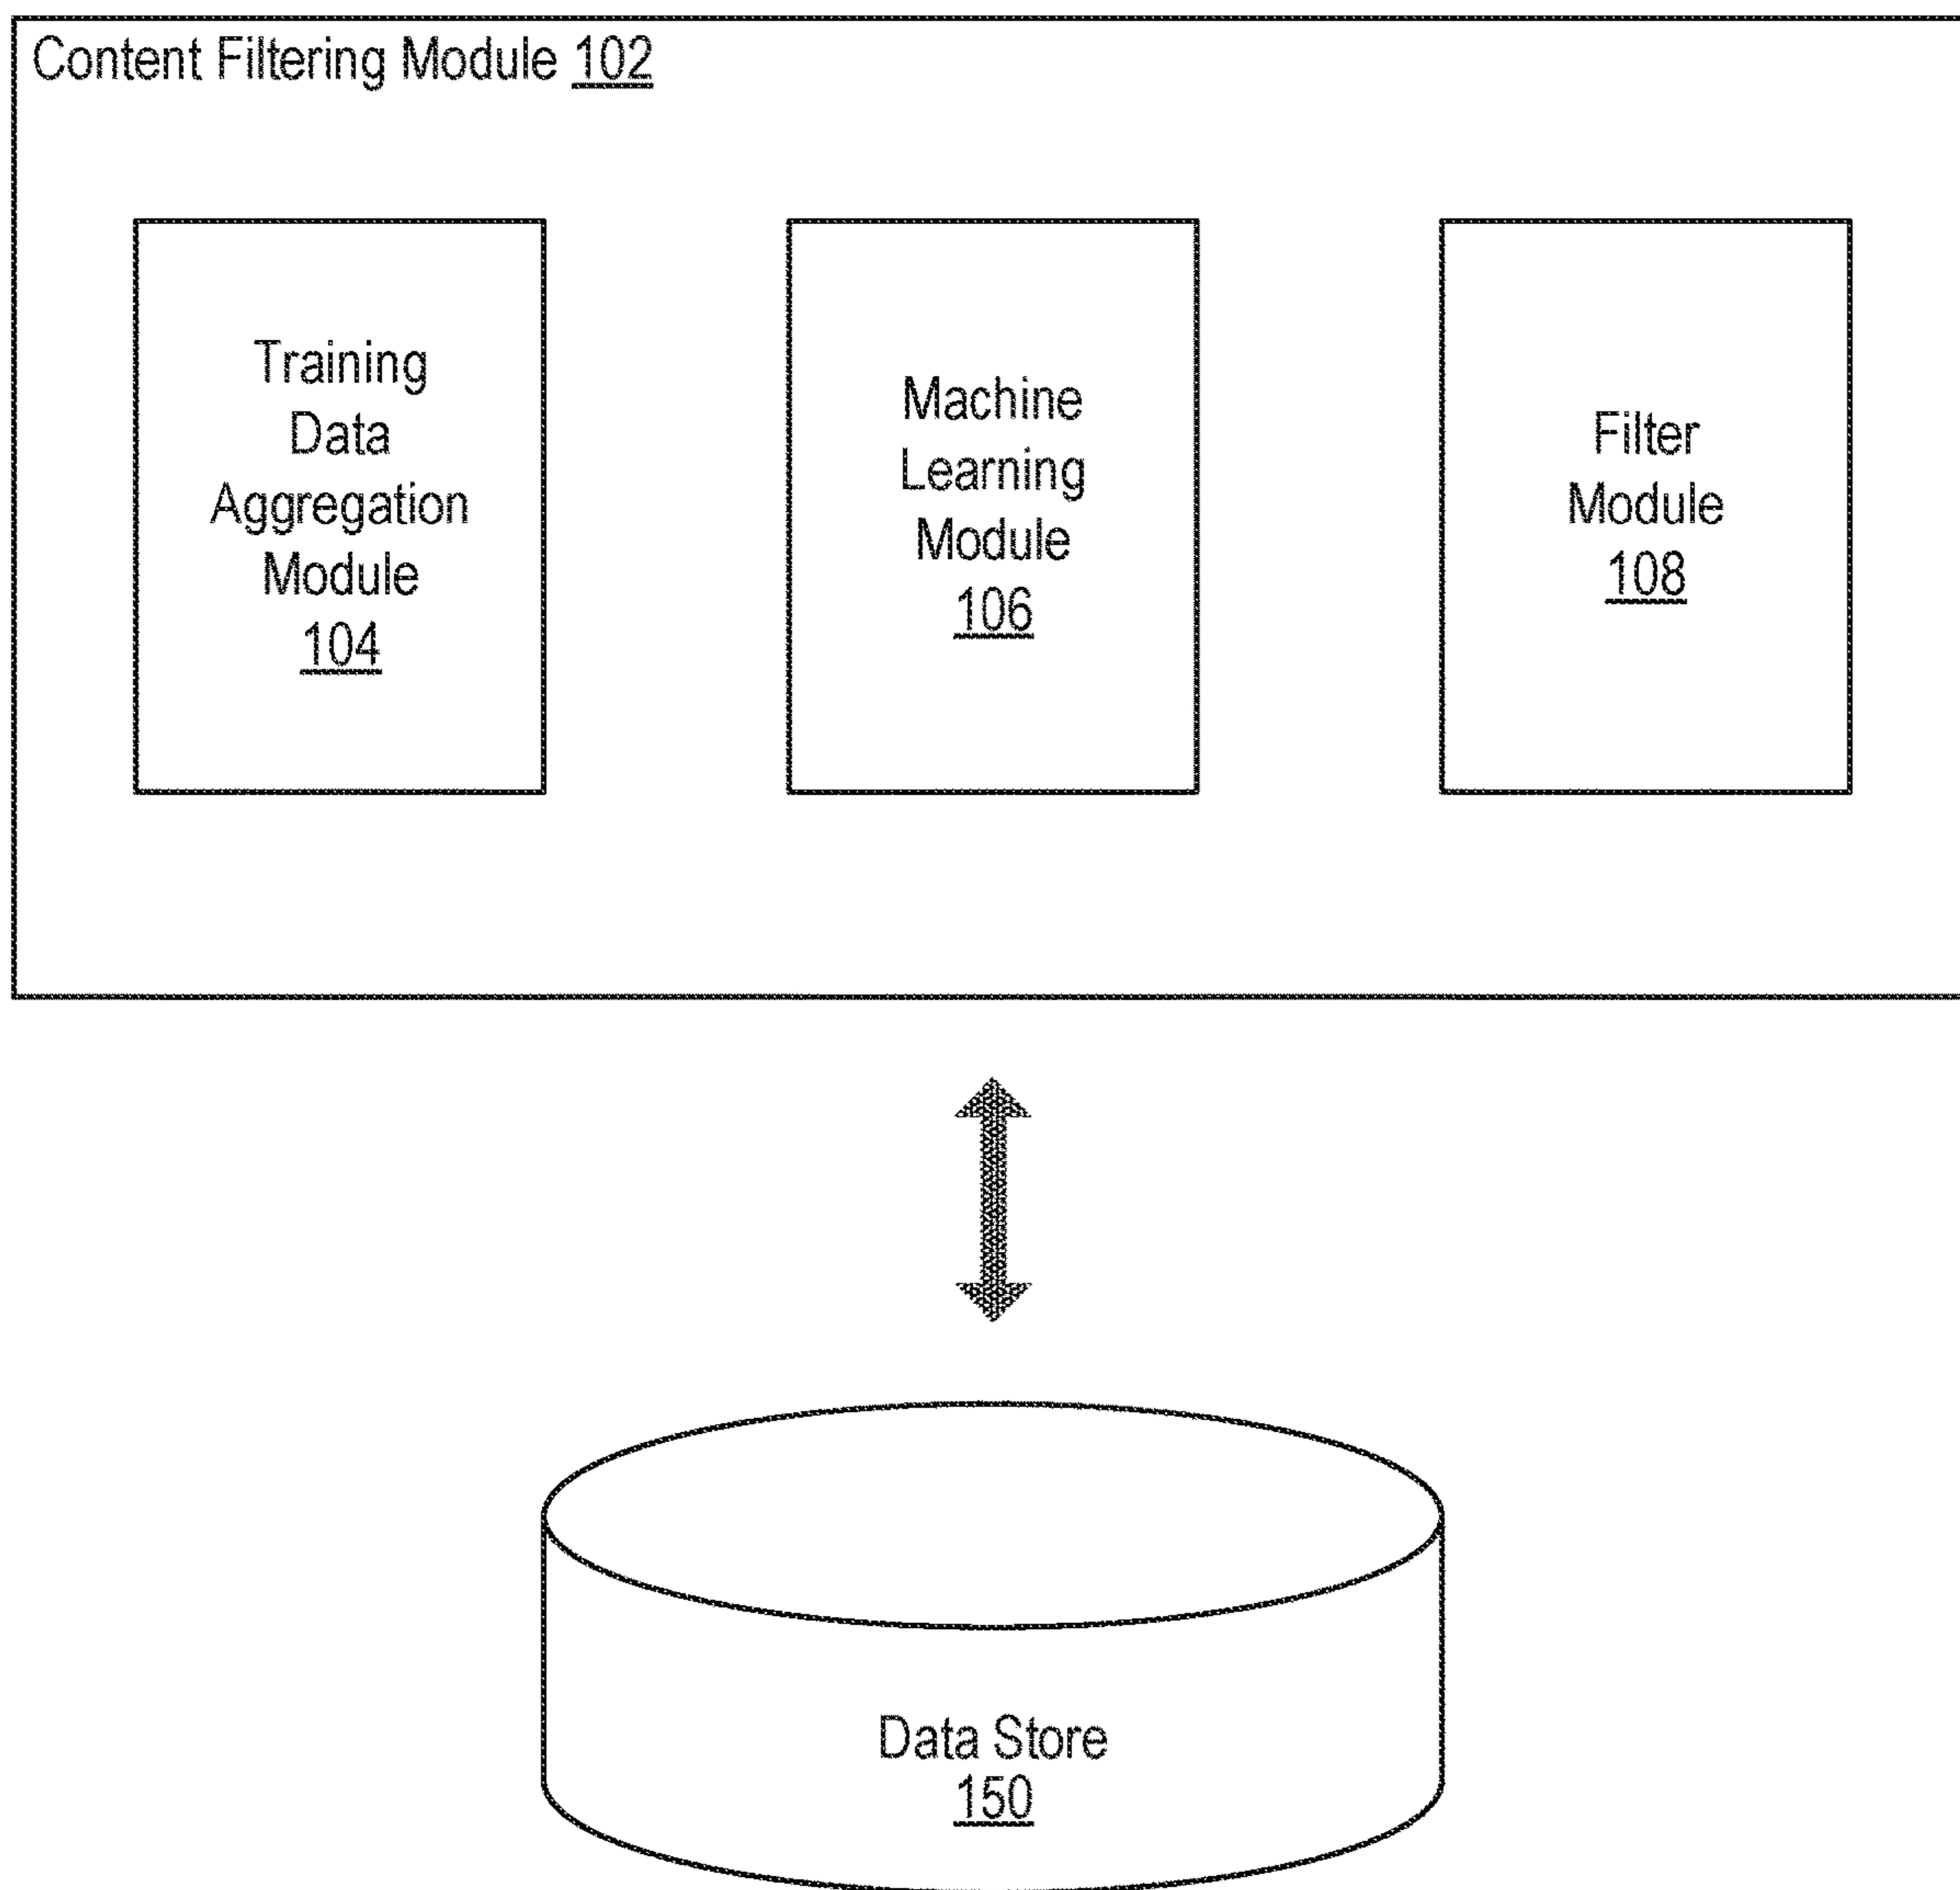 Content Filtering Module 102
Training
Data
Aggregation
Module
104
Machine
Learning
Module
106
Filter
Module
108
Data Store
150